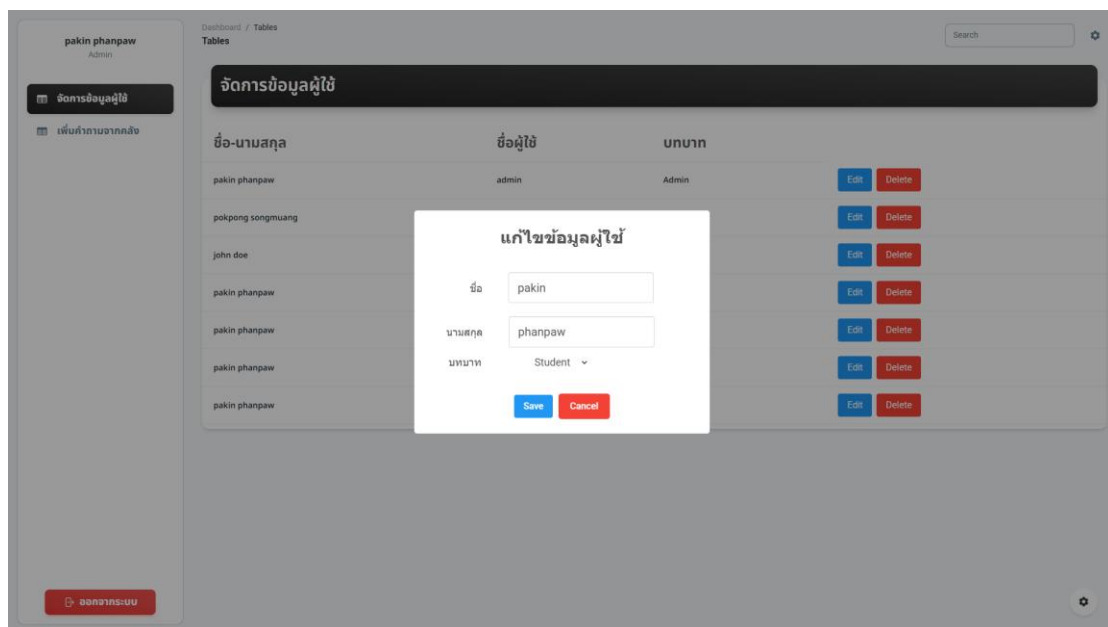 pakin phanpaw
Admin
จัดการข้อมูลผู้ใช้
เพิ่มคำถามจากคลัง
ออกจากระบบ
Dashboard / Tables
Tables
Search
จัดการข้อมูลผู้ใช้
ชื่อ-นามสกุล ชื่อผู้ใช้ บทบาท
pakin phanpaw admin Admin Edit Delete
pokpong songmuang Edit Delete
john doe Edit Delete
pakin phanpaw Edit Delete
pakin phanpaw Edit Delete
pakin phanpaw Edit Delete
pakin phanpaw Edit Delete
แก้ไขข้อมูลผู้ใช้
ชื่อ pakin
นามสกุล phanpaw
บทบาท Student
Save Cancel